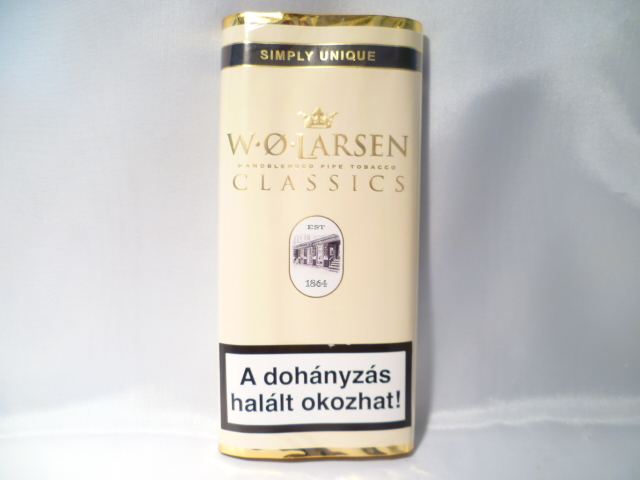 SIMPLY UNIQUE
W·Ø·LARSEN
HANDBLENDED PIPE TOBACCO
CLASSICS
EST
1864
A dohányzás
halált okozhat!